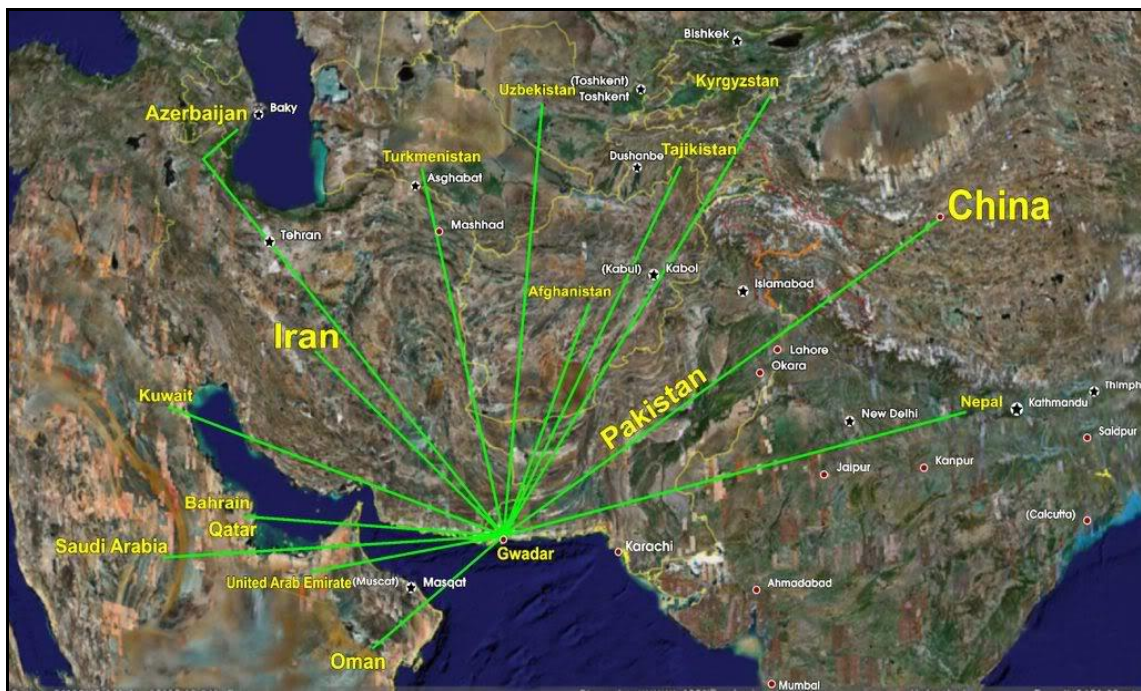 Bishkek
(Toshkent)
Toshkent
Uzbekistan
Kyrgyzstan
Azerbaijan
Baky
Turkmenistan
Asghabat
Dushanbe
Tajikistan
China
Mashhad
Tehran
(Kabul)
Kabol
Afghanistan
Islamabad
Iran
Lahore
Okara
Pakistan
Kuwait
Nepal
Kathmandu
Thimph
New Delhi
Saidpur
Jaipur
Kanpur
Bahrain
Qatar
Saudi Arabia
Gwadar
Karachi
(Calcutta)
United Arab Emirate
(Muscat)
Masqat
Ahmadabad
Oman
Mumbai